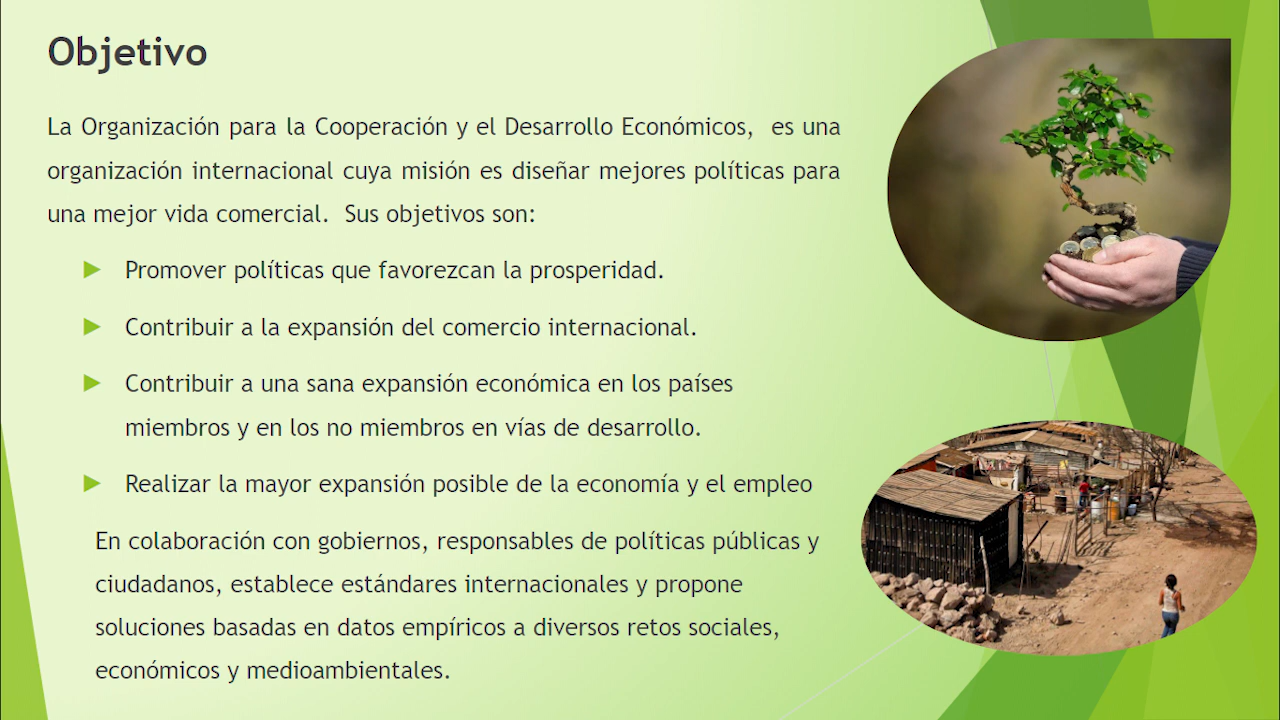 Objetivo
La Organización para la Cooperación y el Desarrollo Económicos,  es una
organización internacional cuya misión es diseñar mejores políticas para
una mejor vida comercial.  Sus objetivos son:
Promover políticas que favorezcan la prosperidad.
Contribuir a la expansión del comercio internacional.
Contribuir a una sana expansión económica en los países
miembros y en los no miembros en vías de desarrollo.
Realizar la mayor expansión posible de la economía y el empleo
En colaboración con gobiernos, responsables de políticas públicas y
ciudadanos, establece estándares internacionales y propone
soluciones basadas en datos empíricos a diversos retos sociales,
económicos y medioambientales.